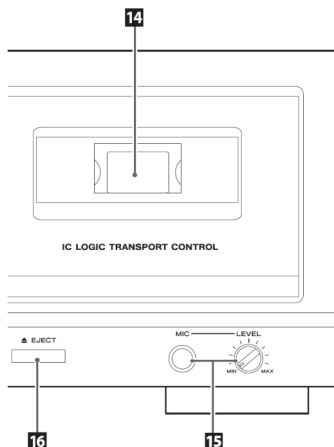 14
IC LOGIC TRANSPORT CONTROL
⏏ EJECT
MIC
LEVEL
MIN
MAX
16
15